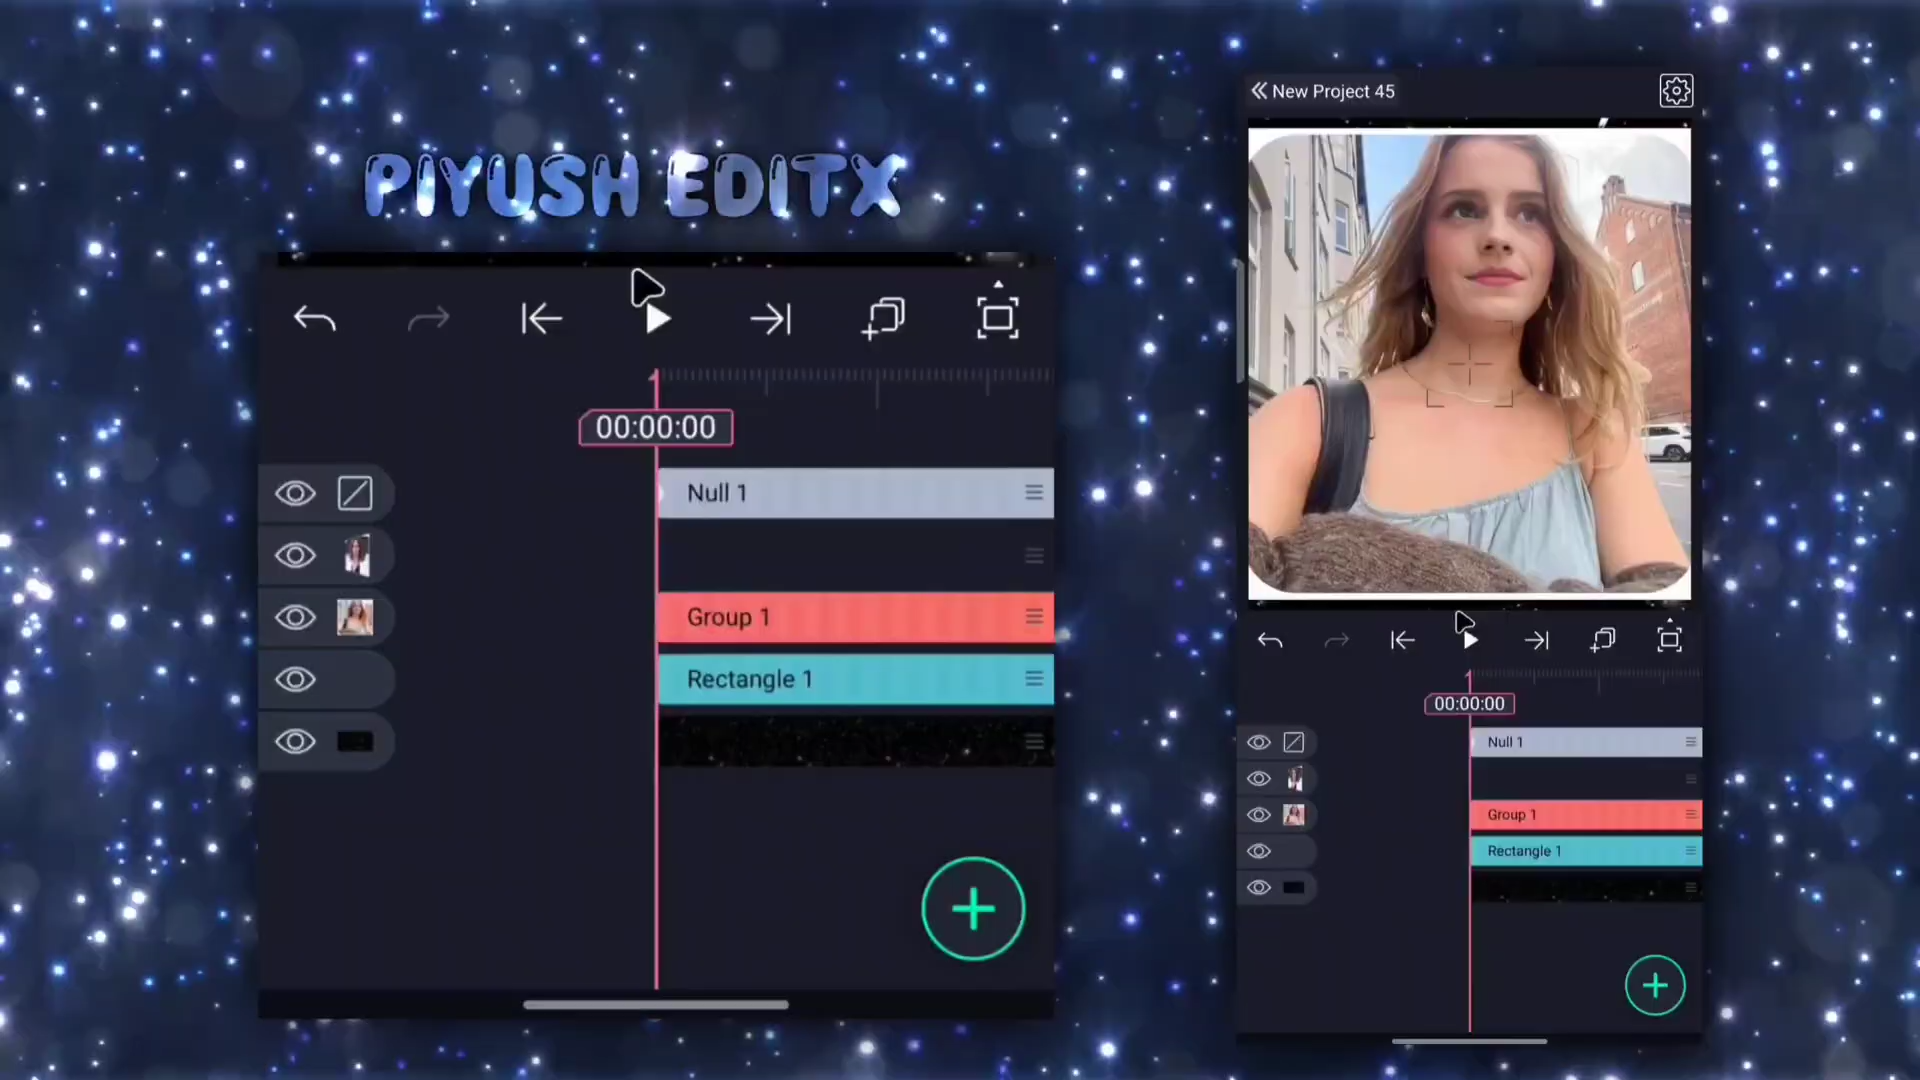 PIYUSH EDITX
00:00:00
Null 1
Group 1
Rectangle 1
New Project 45
00:00:00
Null 1
Group 1
Rectangle 1